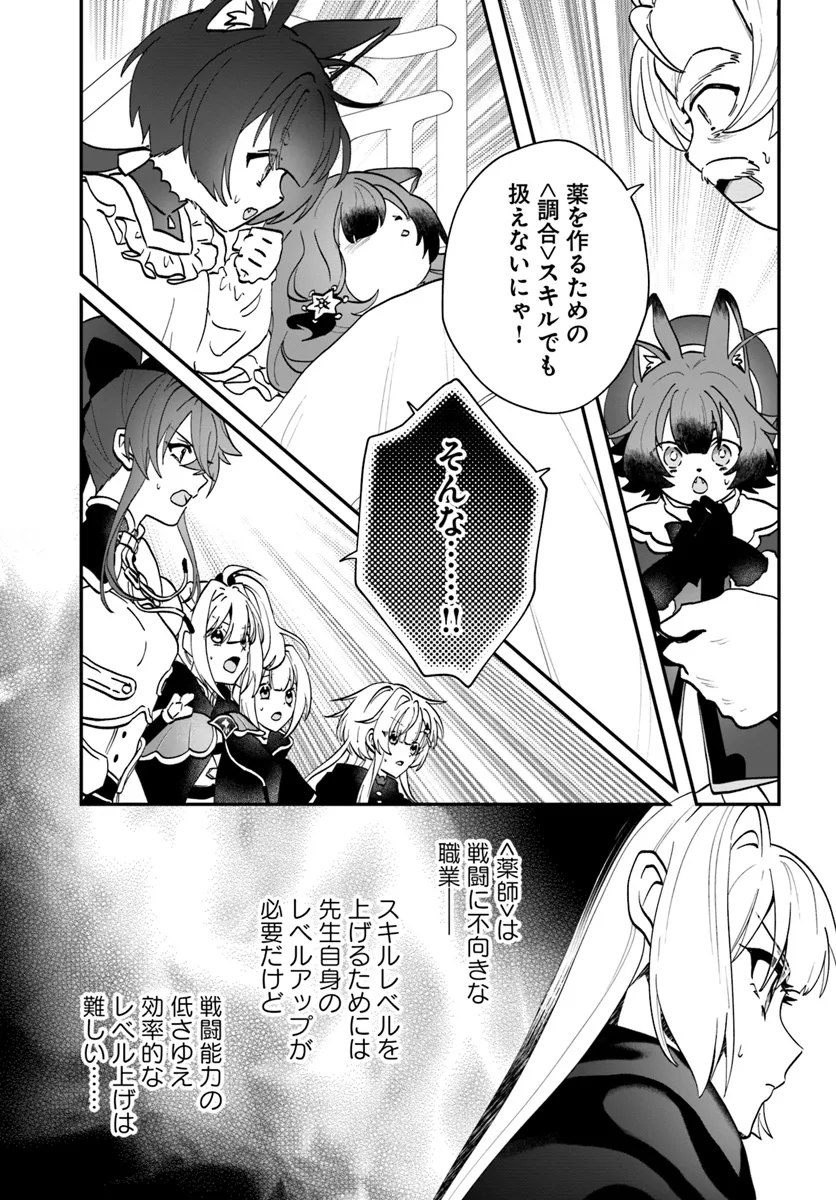 薬を作るための
<調合>スキルでも
扱えないにゃ！
そんな………!!
<薬師>は
戦闘に不向きな
職業――
スキルレベルを
上げるためには
先生自身の
レベルアップが
必要だけど
戦闘能力の
低さゆえ
効率的な
レベル上げは
難しい……